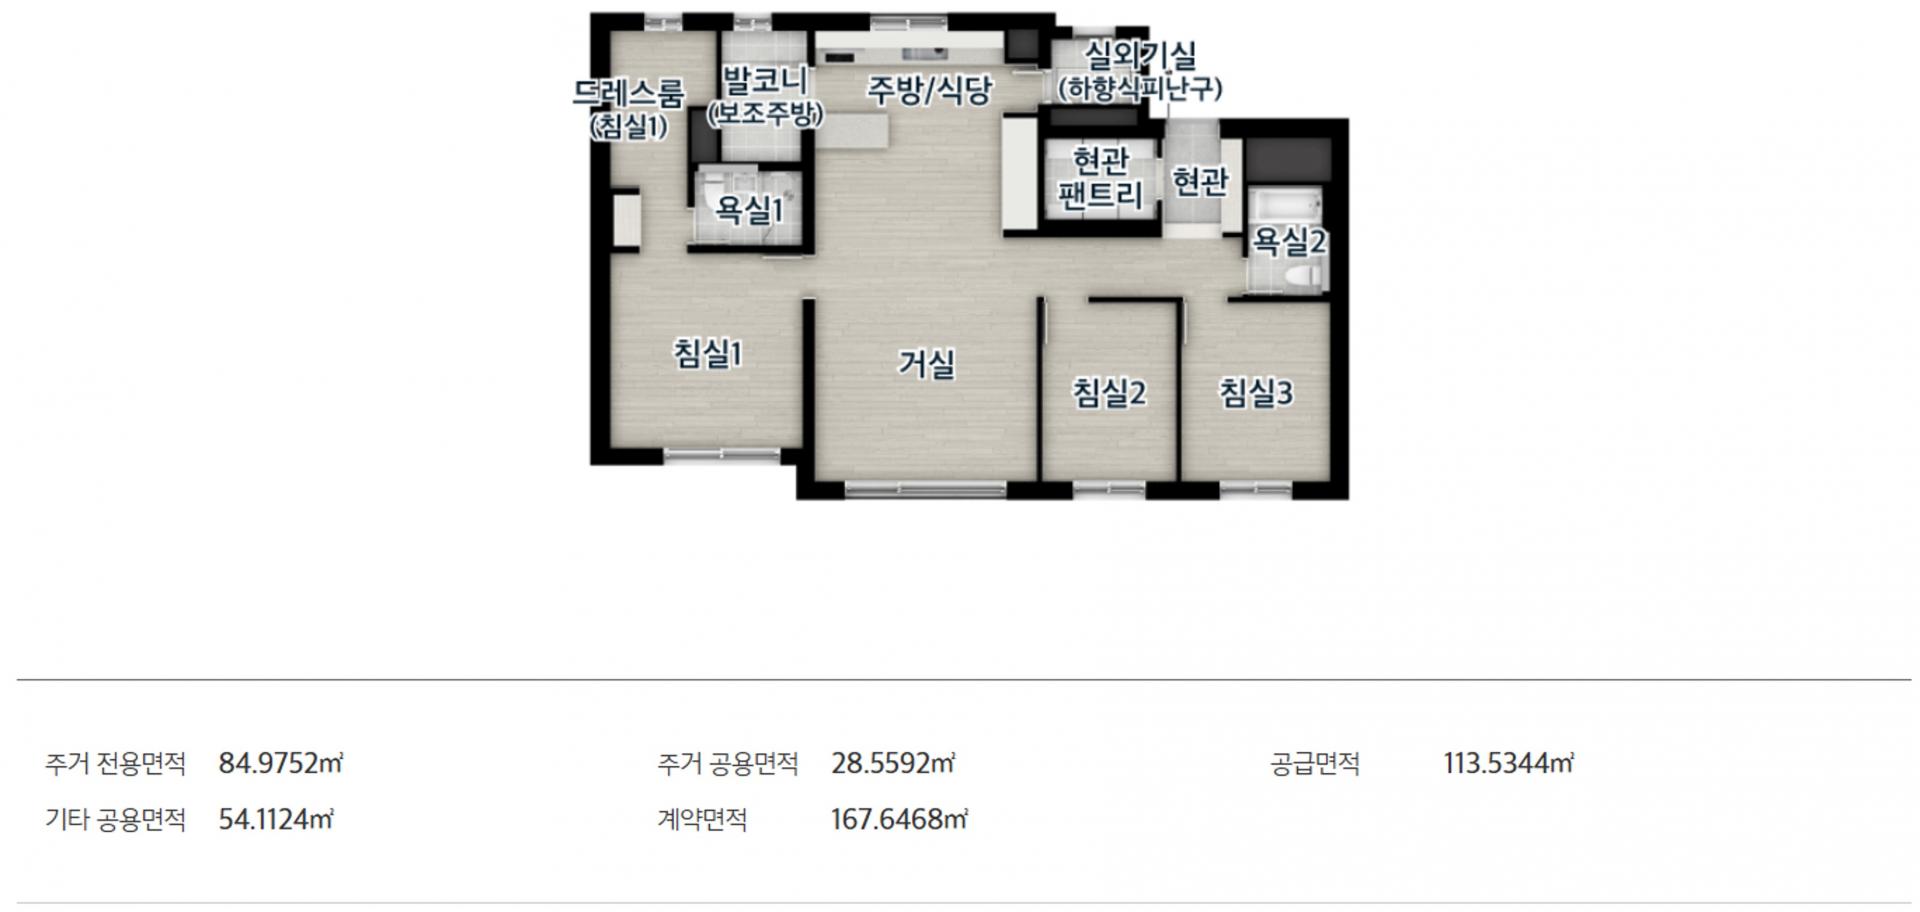 실외기실
(하향식피난구)
드레스룸
(침실1)
발코니
(보조주방)
주방/식당
현관
팬트리
현관
욕실1
욕실2
침실1
거실
침실2
침실3
주거 전용면적 84.9752㎡
주거 공용면적 28.5592㎡
공급면적 113.5344㎡
기타 공용면적 54.1124㎡
계약면적 167.6468㎡